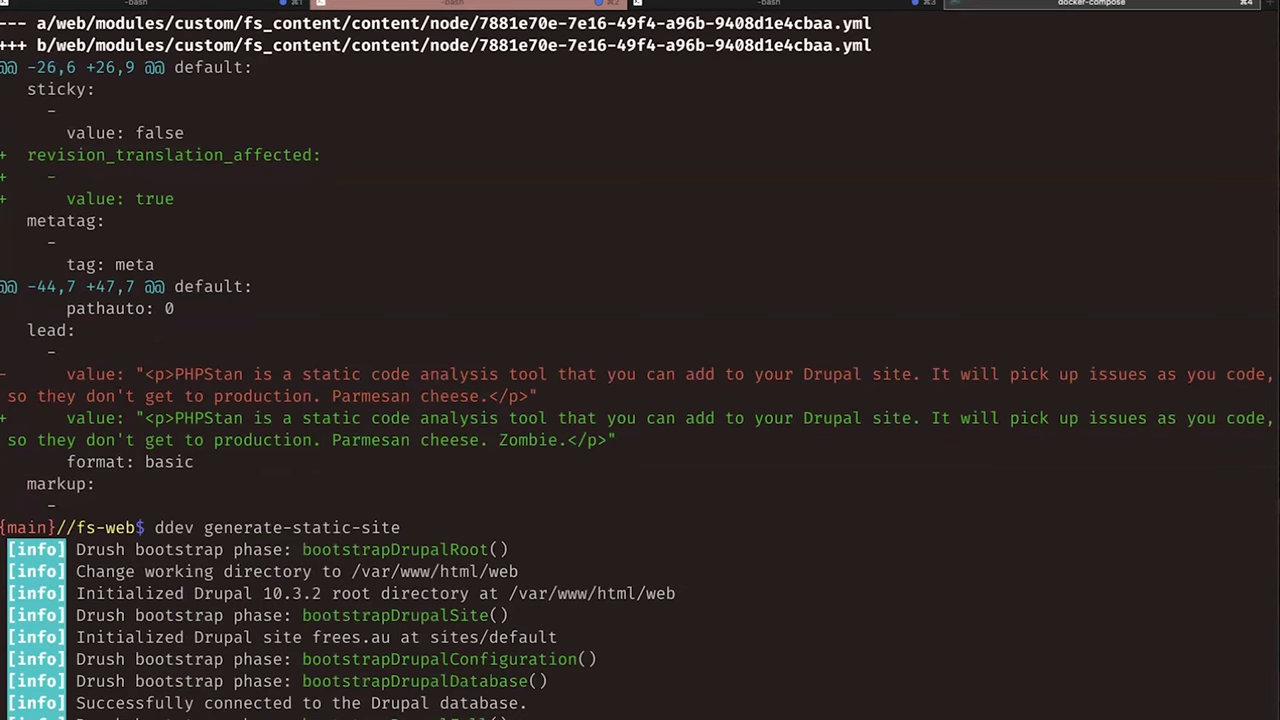 -bash ⌘1 -bash ⌘2 -bash ⌘3 docker-compose ⌘4
--- a/web/modules/custom/fs_content/content/node/7881e70e-7e16-49f4-a96b-9408d1e4cbaa.yml
+++ b/web/modules/custom/fs_content/content/node/7881e70e-7e16-49f4-a96b-9408d1e4cbaa.yml
@@ -26,6 +26,9 @@ default:
sticky:
-
value: false
+ revision_translation_affected:
+ -
+ value: true
metatag:
-
tag: meta
@@ -44,7 +47,7 @@ default:
pathauto: 0
lead:
-
- value: "<p>PHPStan is a static code analysis tool that you can add to your Drupal site. It will pick up issues as you code,
so they don't get to production. Parmesan cheese.</p>"
+ value: "<p>PHPStan is a static code analysis tool that you can add to your Drupal site. It will pick up issues as you code,
so they don't get to production. Parmesan cheese. Zombie.</p>"
format: basic
markup:
-
{main}//fs-web$ ddev generate-static-site
[info] Drush bootstrap phase: bootstrapDrupalRoot()
[info] Change working directory to /var/www/html/web
[info] Initialized Drupal 10.3.2 root directory at /var/www/html/web
[info] Drush bootstrap phase: bootstrapDrupalSite()
[info] Initialized Drupal site frees.au at sites/default
[info] Drush bootstrap phase: bootstrapDrupalConfiguration()
[info] Drush bootstrap phase: bootstrapDrupalDatabase()
[info] Successfully connected to the Drupal database.